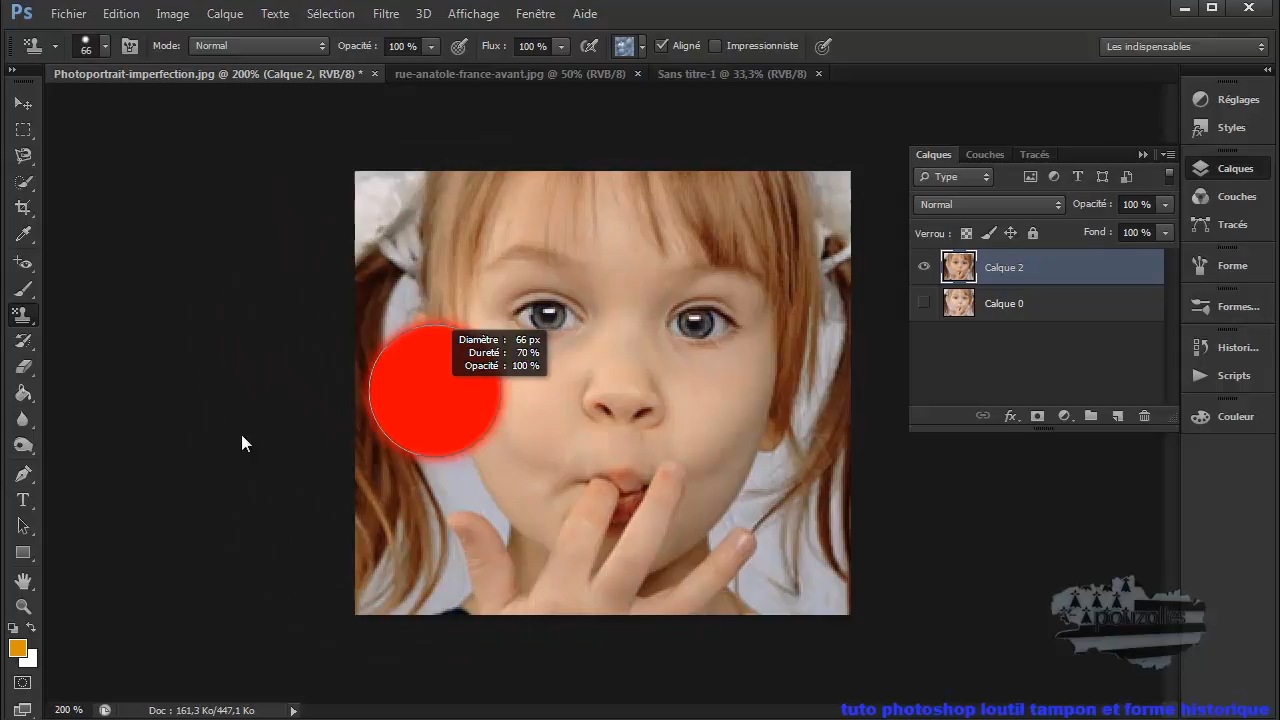 Ps Fichier Edition Image Calque Texte Sélection Filtre 3D Affichage Fenêtre Aide
66 Mode: Normal Opacité: 100 % Flux: 100 % Aligné Impressionniste Les indispensables
Photoportrait-imperfection.jpg @ 200% (Calque 2, RVB/8) * × rue-anatole-france-avant.jpg @ 50% (RVB/8) × Sans titre-1 @ 33,3% (RVB/8) ×
Réglages
Styles
Calques
Couches
Tracés
Forme
Formes...
Histori...
Scripts
Couleur
Calques Couches Tracés
Type
Normal Opacité: 100 %
Verrou: Fond: 100 %
Calque 2
Calque 0
fx
Diamètre : 66 px
Dureté : 70 %
Opacité : 100 %
pouzelles
200 % Doc : 161,3 Ko/447,1 Ko
tuto photoshop loutil tampon et forme historique